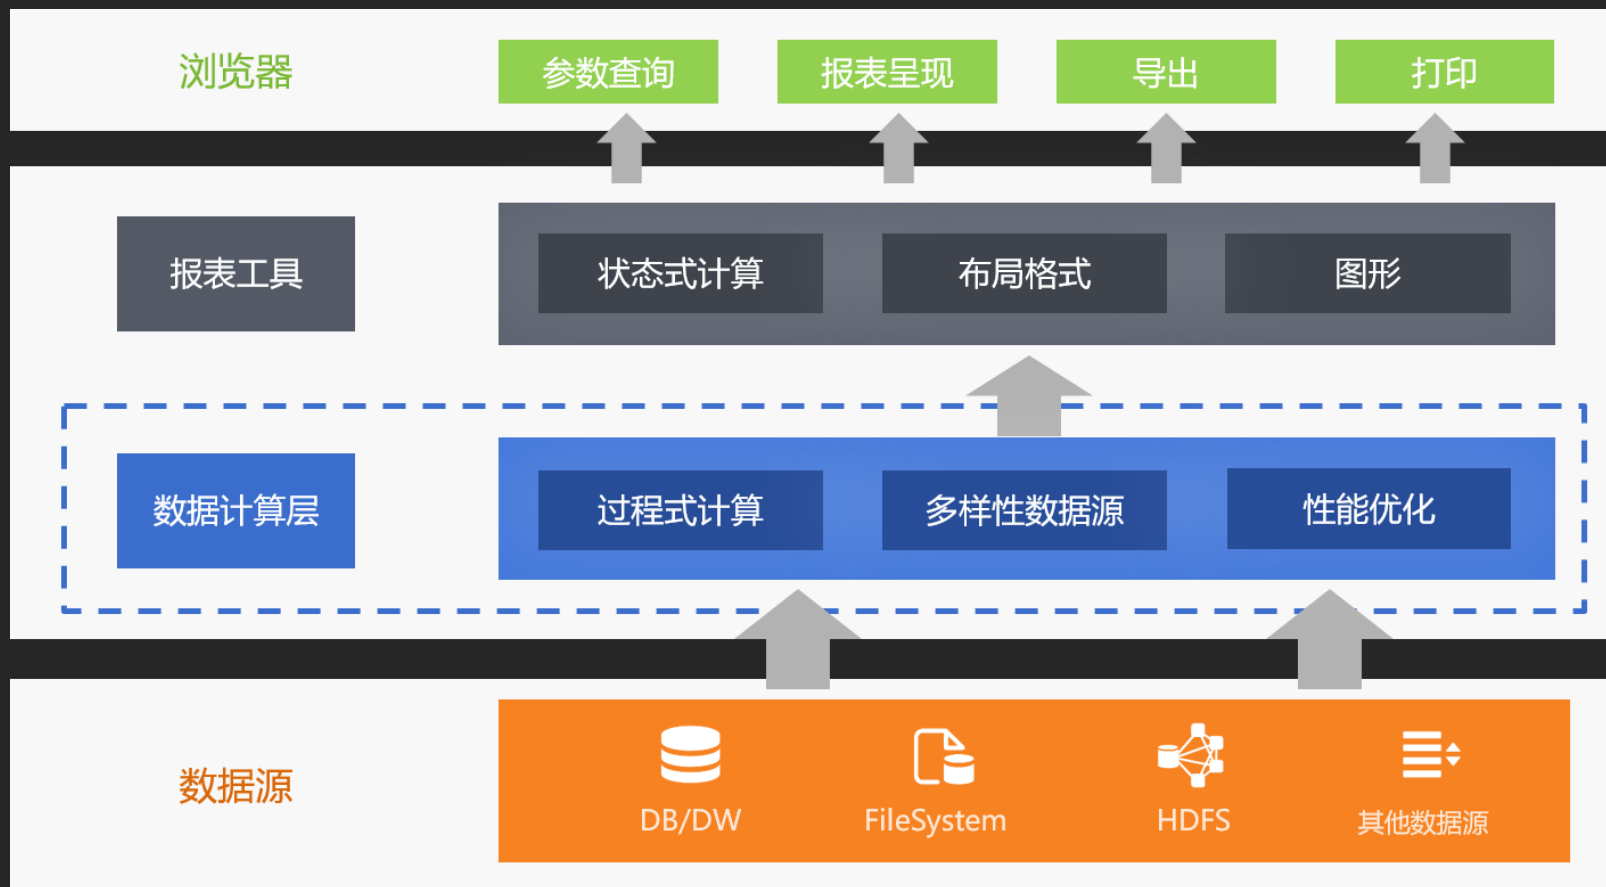 浏览器
参数查询
报表呈现
导出
打印
报表工具
状态式计算
布局格式
图形
数据计算层
过程式计算
多样性数据源
性能优化
数据源
DB/DW
FileSystem
HDFS
其他数据源